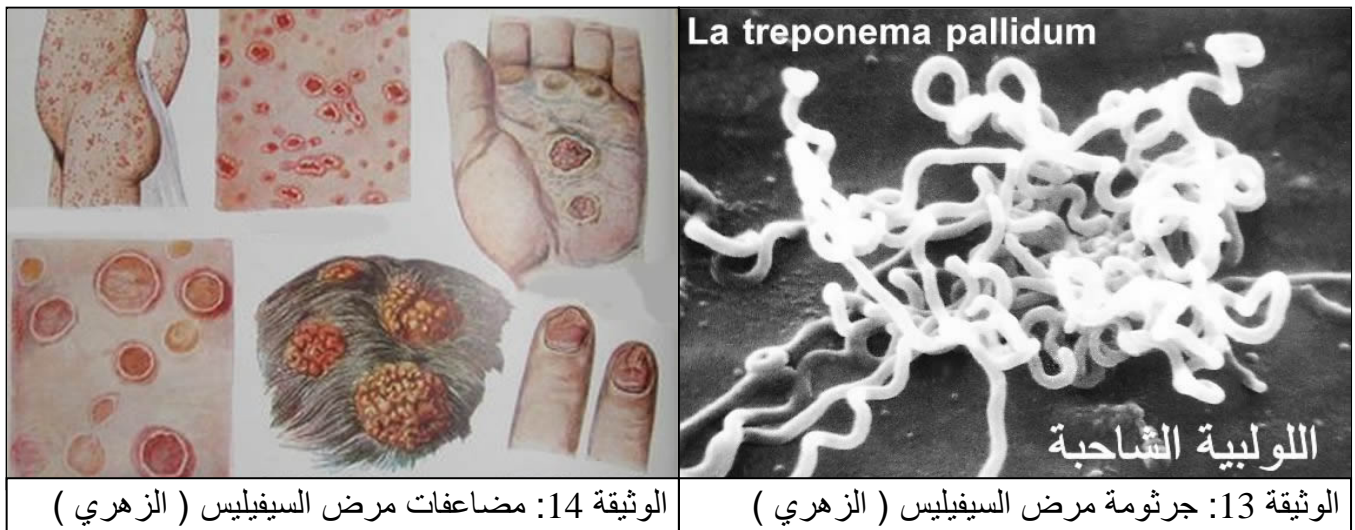 La treponema pallidum
اللولبية الشاحبة
الوثيقة 13: جرثومة مرض السيفيليس ( الزهري )
الوثيقة 14: مضاعفات مرض السيفيليس ( الزهري )